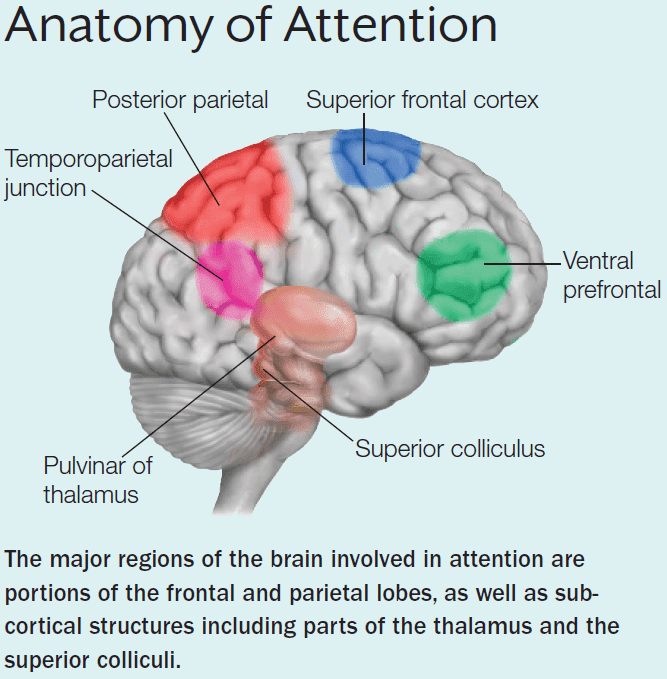 Anatomy of Attention
Posterior parietal
Superior frontal cortex
Temporoparietal
junction
Ventral
prefrontal
Superior colliculus
Pulvinar of
thalamus
The major regions of the brain involved in attention are
portions of the frontal and parietal lobes, as well as sub-
cortical structures including parts of the thalamus and the
superior colliculi.